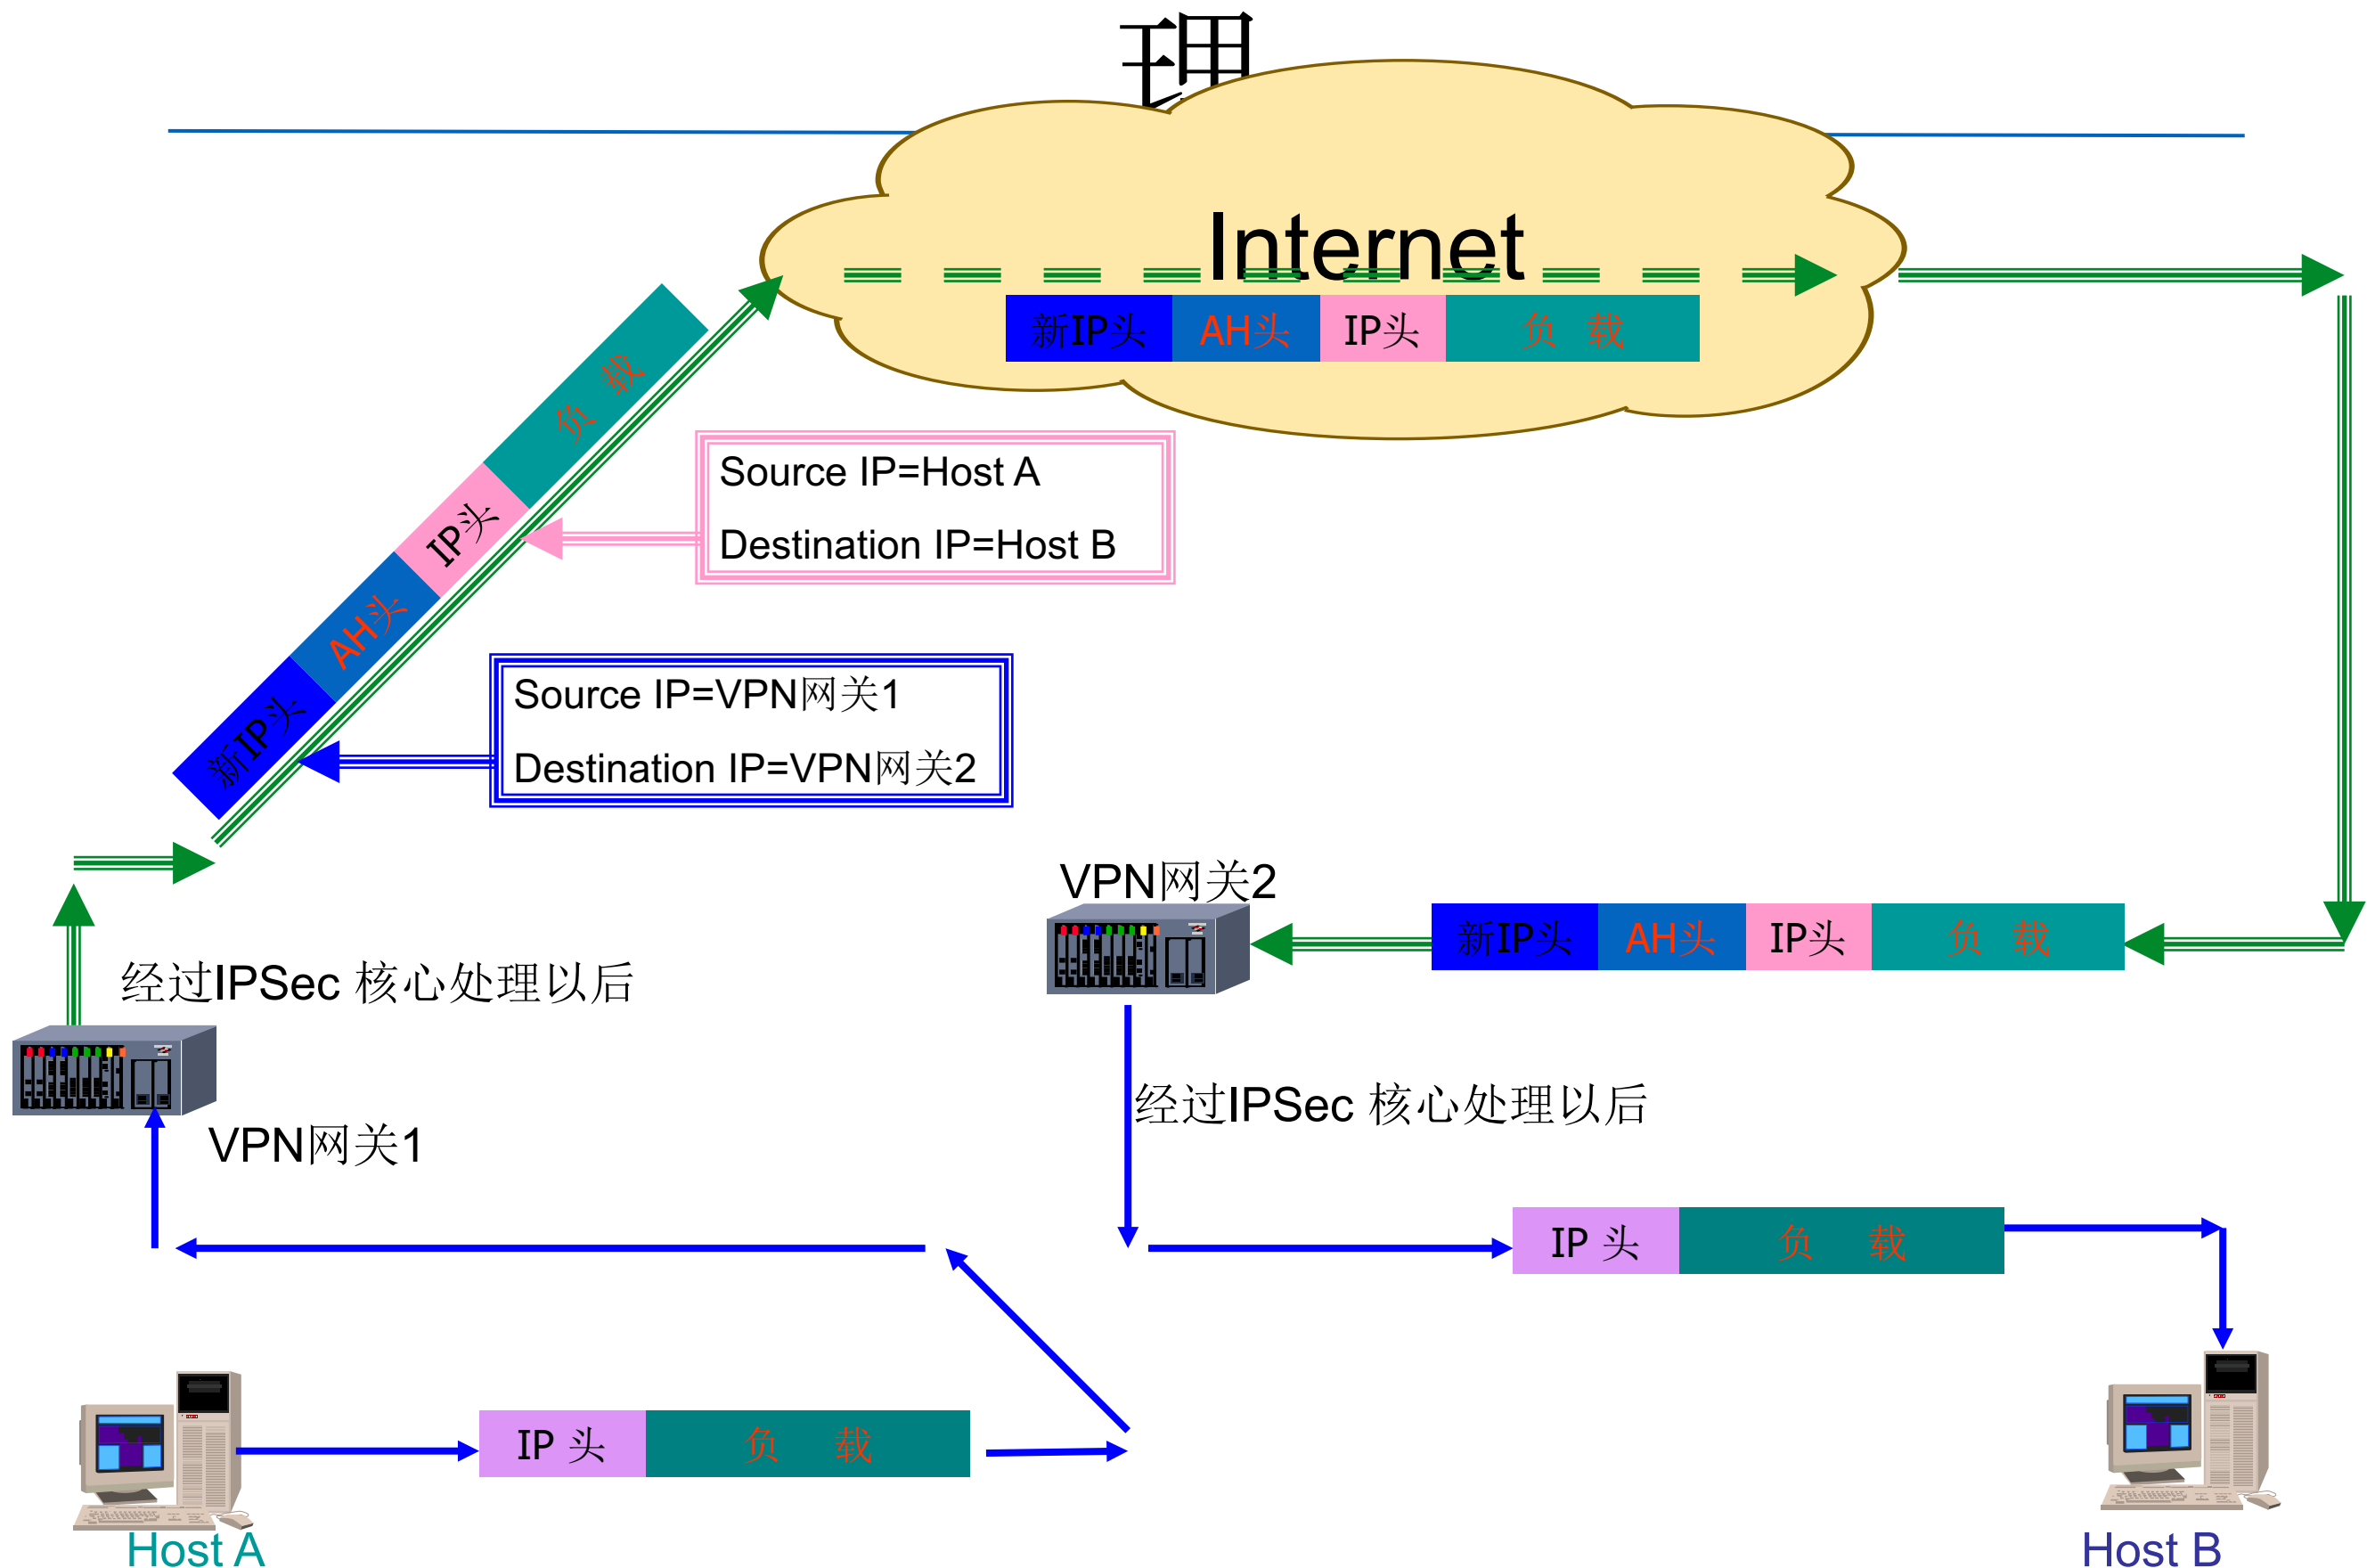 理
Internet
新IP头 AH头 IP头 负 载
新IP头 AH头 IP头 负 载
Source IP=Host A
Destination IP=Host B
Source IP=VPN网关1
Destination IP=VPN网关2
VPN网关2
新IP头 AH头 IP头 负 载
经过IPSec 核心处理以后
经过IPSec 核心处理以后
VPN网关1
IP 头 负 载
IP 头 负 载
Host A
Host B